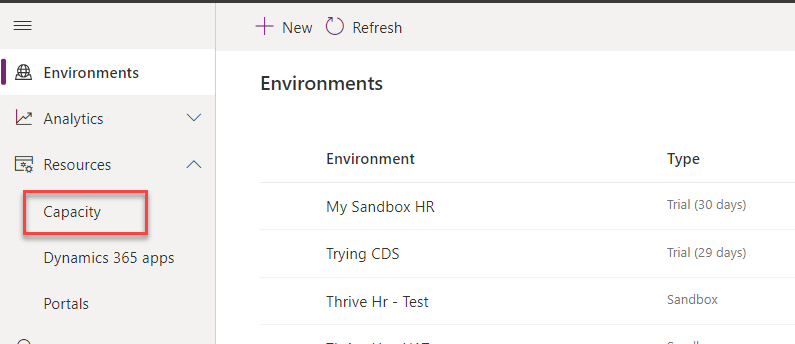 New Refresh
Environments
Analytics
Resources
Capacity
Dynamics 365 apps
Portals
Environments
Environment Type
My Sandbox HR Trial (30 days)
Trying CDS Trial (29 days)
Thrive Hr - Test Sandbox